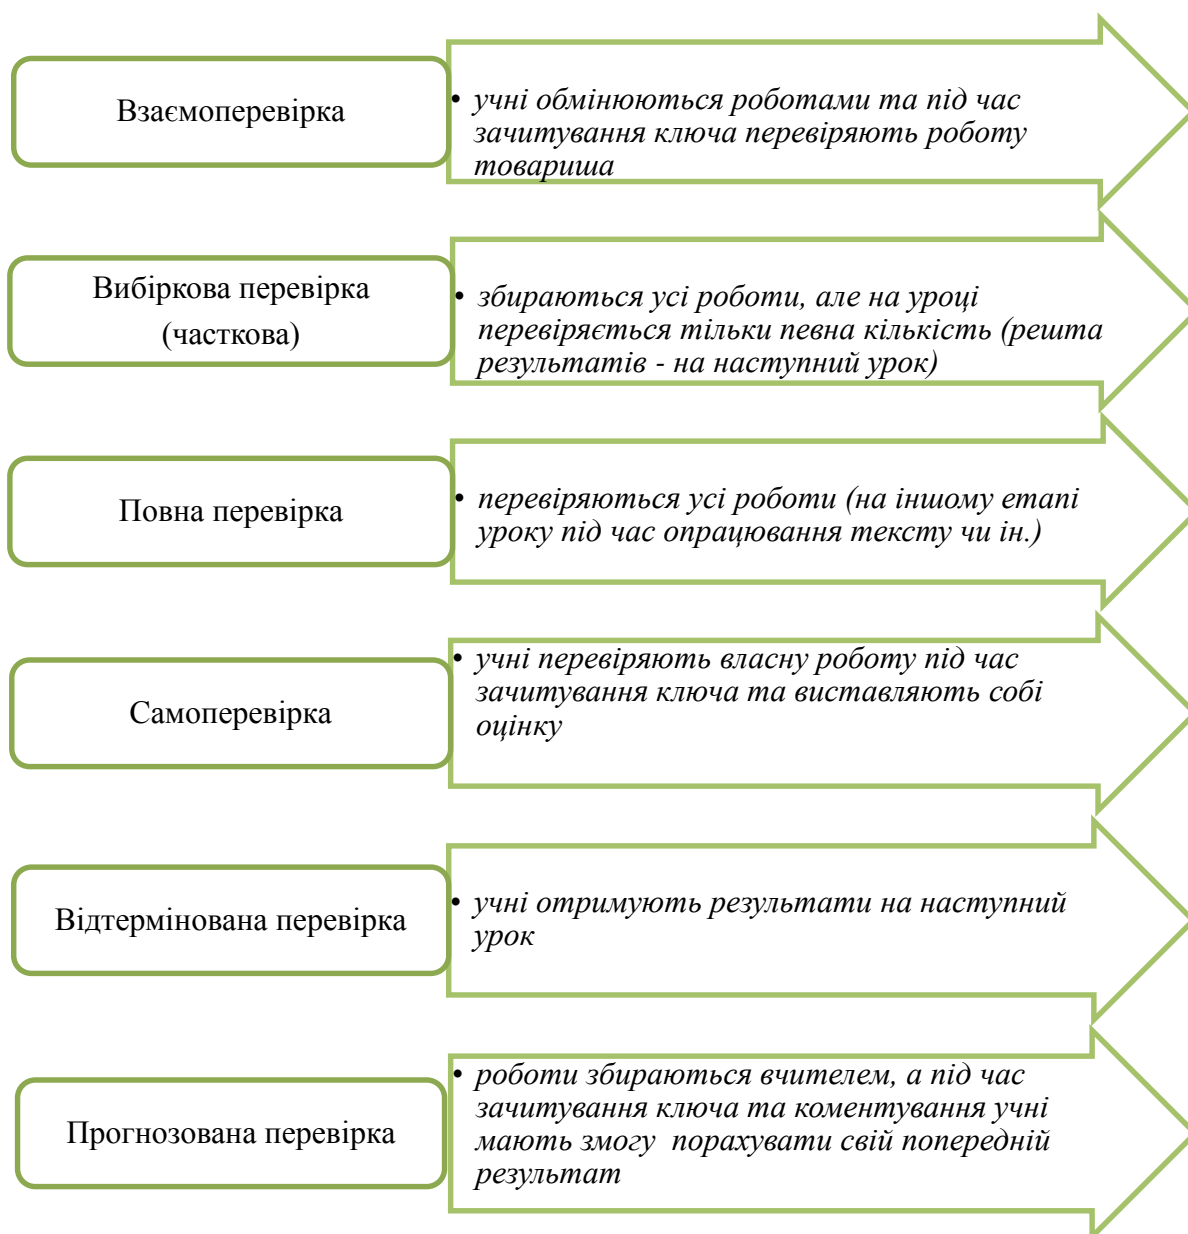 Взаємоперевірка
• учні обмінюються роботами та під час
зачитування ключа перевіряють роботу
товариша
Вибіркова перевірка
(часткова)
• збираються усі роботи, але на уроці
перевіряється тільки певна кількість (решта
результатів - на наступний урок)
Повна перевірка
• перевіряються усі роботи (на іншому етапі
уроку під час опрацювання тексту чи ін.)
Самоперевірка
• учні перевіряють власну роботу під час
зачитування ключа та виставляють собі
оцінку
Відтермінована перевірка
• учні отримують результати на наступний
урок
Прогнозована перевірка
• роботи збираються вчителем, а під час
зачитування ключа та коментування учні
мають змогу  порахувати свій попередній
результат